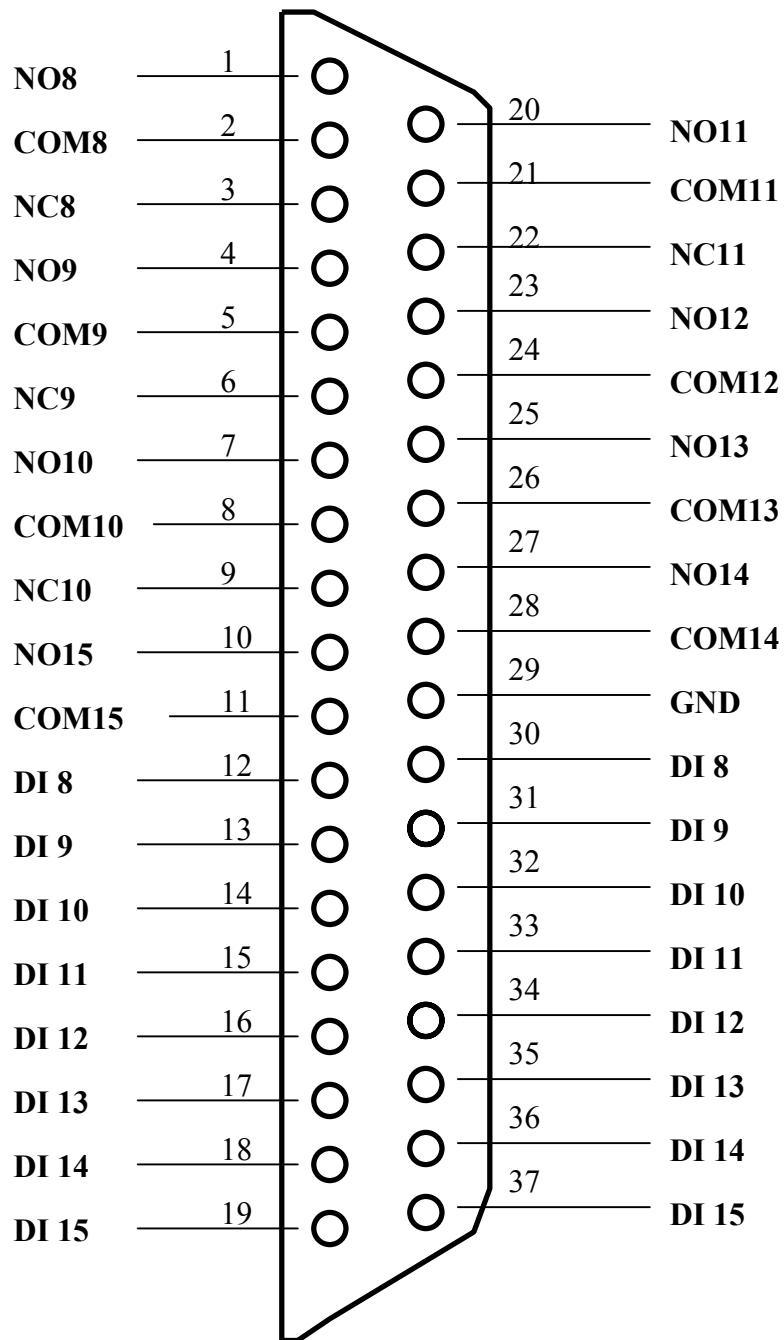 NO8 1
COM8 2
NC8 3
NO9 4
COM9 5
NC9 6
NO10 7
COM10 8
NC10 9
NO15 10
COM15 11
DI 8 12
DI 9 13
DI 10 14
DI 11 15
DI 12 16
DI 13 17
DI 14 18
DI 15 19
20 NO11
21 COM11
22 NC11
23 NO12
24 COM12
25 NO13
26 COM13
27 NO14
28 COM14
29 GND
30 DI 8
31 DI 9
32 DI 10
33 DI 11
34 DI 12
35 DI 13
36 DI 14
37 DI 15